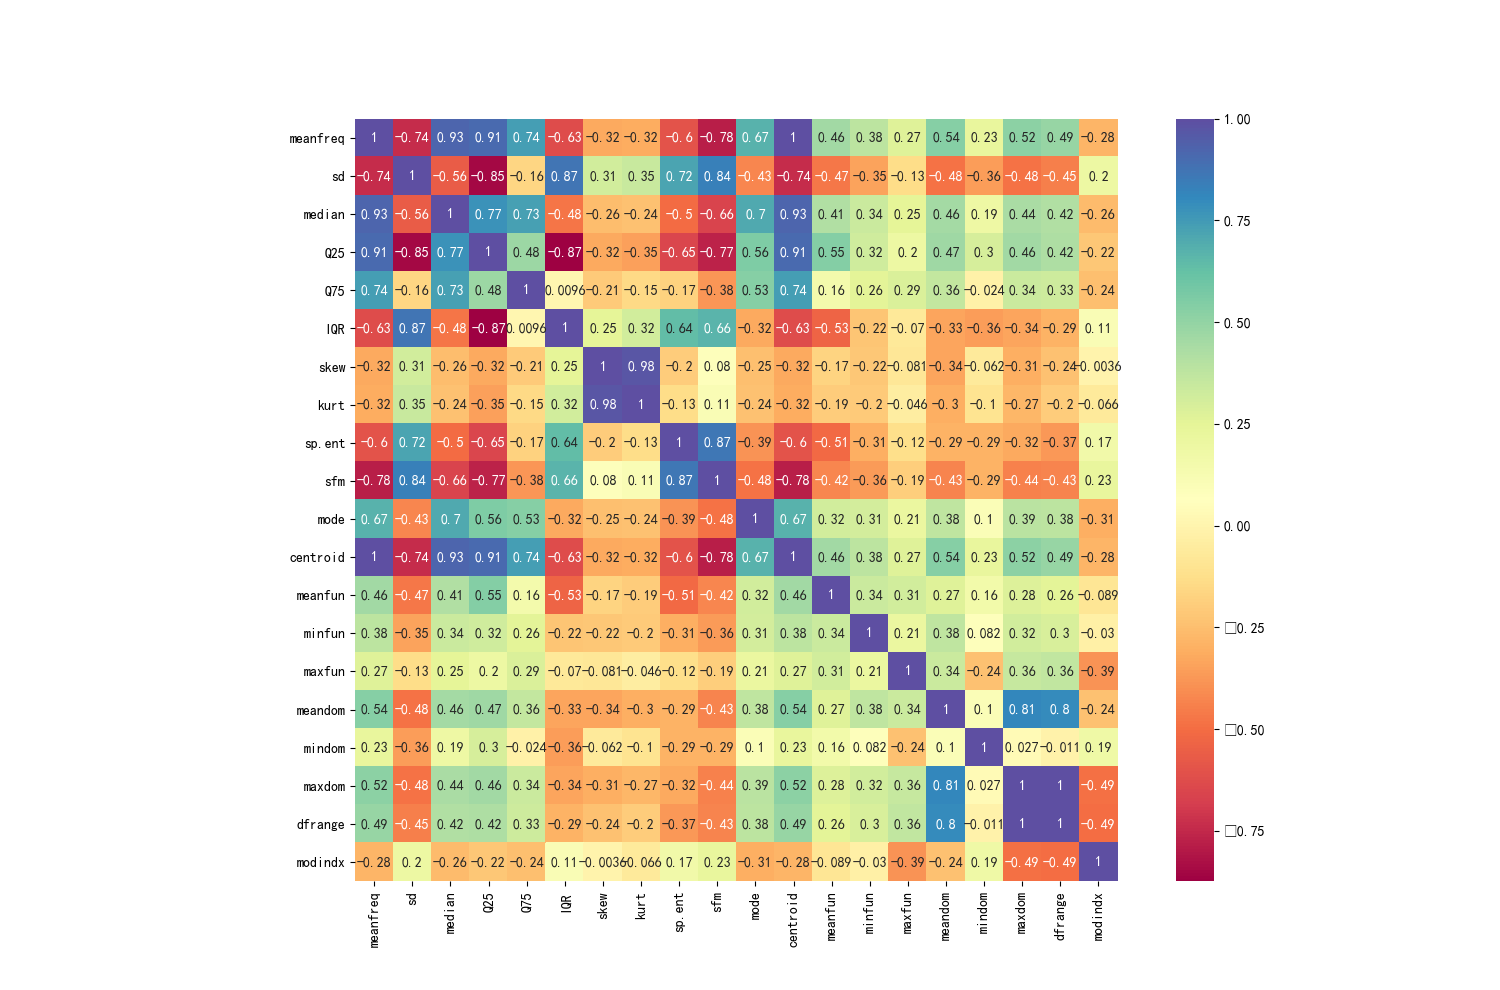 meanfreq 1 -0.74 0.93 0.91 0.74 -0.63 -0.32 -0.32 -0.6 -0.78 0.67 1 0.46 0.38 0.27 0.54 0.23 0.52 0.49 -0.28
sd -0.74 1 -0.56 -0.85 -0.16 0.87 0.31 0.35 0.72 0.84 -0.43 -0.74 -0.47 -0.35 -0.13 -0.48 -0.36 -0.48 -0.45 0.2
median 0.93 -0.56 1 0.77 0.73 -0.48 -0.26 -0.24 -0.5 -0.66 0.7 0.93 0.41 0.34 0.25 0.46 0.19 0.44 0.42 -0.26
Q25 0.91 -0.85 0.77 1 0.48 -0.87 -0.32 -0.35 -0.65 -0.77 0.56 0.91 0.55 0.32 0.2 0.47 0.3 0.46 0.42 -0.22
Q75 0.74 -0.16 0.73 0.48 1 0.0096 -0.21 -0.15 -0.17 -0.38 0.53 0.74 0.16 0.26 0.29 0.36 -0.024 0.34 0.33 -0.24
IQR -0.63 0.87 -0.48 -0.87 0.0096 1 0.25 0.32 0.64 0.66 -0.32 -0.63 -0.53 -0.22 -0.07 -0.33 -0.36 -0.34 -0.29 0.11
skew -0.32 0.31 -0.26 -0.32 -0.21 0.25 1 0.98 -0.2 0.08 -0.25 -0.32 -0.17 -0.22 -0.081 -0.34 -0.062 -0.31 -0.24 -0.0036
kurt -0.32 0.35 -0.24 -0.35 -0.15 0.32 0.98 1 -0.13 0.11 -0.24 -0.32 -0.19 -0.2 -0.046 -0.3 -0.1 -0.27 -0.2 -0.066
sp.ent -0.6 0.72 -0.5 -0.65 -0.17 0.64 -0.2 -0.13 1 0.87 -0.39 -0.6 -0.51 -0.31 -0.12 -0.29 -0.29 -0.32 -0.37 0.17
sfm -0.78 0.84 -0.66 -0.77 -0.38 0.66 0.08 0.11 0.87 1 -0.48 -0.78 -0.42 -0.36 -0.19 -0.43 -0.29 -0.44 -0.43 0.23
mode 0.67 -0.43 0.7 0.56 0.53 -0.32 -0.25 -0.24 -0.39 -0.48 1 0.67 0.32 0.31 0.21 0.38 0.1 0.39 0.38 -0.31
centroid 1 -0.74 0.93 0.91 0.74 -0.63 -0.32 -0.32 -0.6 -0.78 0.67 1 0.46 0.38 0.27 0.54 0.23 0.52 0.49 -0.28
meanfun 0.46 -0.47 0.41 0.55 0.16 -0.53 -0.17 -0.19 -0.51 -0.42 0.32 0.46 1 0.34 0.31 0.27 0.16 0.28 0.26 -0.089
minfun 0.38 -0.35 0.34 0.32 0.26 -0.22 -0.22 -0.2 -0.31 -0.36 0.31 0.38 0.34 1 0.21 0.38 0.082 0.32 0.3 -0.03
maxfun 0.27 -0.13 0.25 0.2 0.29 -0.07 -0.081 -0.046 -0.12 -0.19 0.21 0.27 0.31 0.21 1 0.34 -0.24 0.36 0.36 -0.39
meandom 0.54 -0.48 0.46 0.47 0.36 -0.33 -0.34 -0.3 -0.29 -0.43 0.38 0.54 0.27 0.38 0.34 1 0.1 0.81 0.8 -0.24
mindom 0.23 -0.36 0.19 0.3 -0.024 -0.36 -0.062 -0.1 -0.29 -0.29 0.1 0.23 0.16 0.082 -0.24 0.1 1 0.027 -0.011 0.19
maxdom 0.52 -0.48 0.44 0.46 0.34 -0.34 -0.31 -0.27 -0.32 -0.44 0.39 0.52 0.28 0.32 0.36 0.81 0.027 1 1 -0.49
dfrange 0.49 -0.45 0.42 0.42 0.33 -0.29 -0.24 -0.2 -0.37 -0.43 0.38 0.49 0.26 0.3 0.36 0.8 -0.011 1 1 -0.49
modindx -0.28 0.2 -0.26 -0.22 -0.24 0.11 -0.0036 -0.066 0.17 0.23 -0.31 -0.28 -0.089 -0.03 -0.39 -0.24 0.19 -0.49 -0.49 1
meanfreq sd median Q25 Q75 IQR skew kurt sp.ent sfm mode centroid meanfun minfun maxfun meandom mindom maxdom dfrange modindx
1.00
0.75
0.50
0.25
0.00
□0.25
□0.50
□0.75